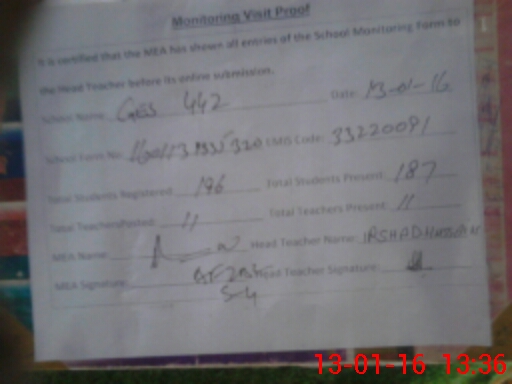 Monitoring Visit Proof
It is certified that the MEA has shown all entries of the School Monitoring Form to
the Head Teacher before its online submission.
School Name: GES 442 Date: 13-01-16
School Form No: EMIS Code: 33220091
Total Students Registered: 196 Total Students Present: 187
Total TeachersPosted: 11 Total Teachers Present: 11
MEA Name: Head Teacher Name: IRSHAD HUSSAIN
MEA Signature: Head Teacher Signature:
S-4
13-01-16 13:36